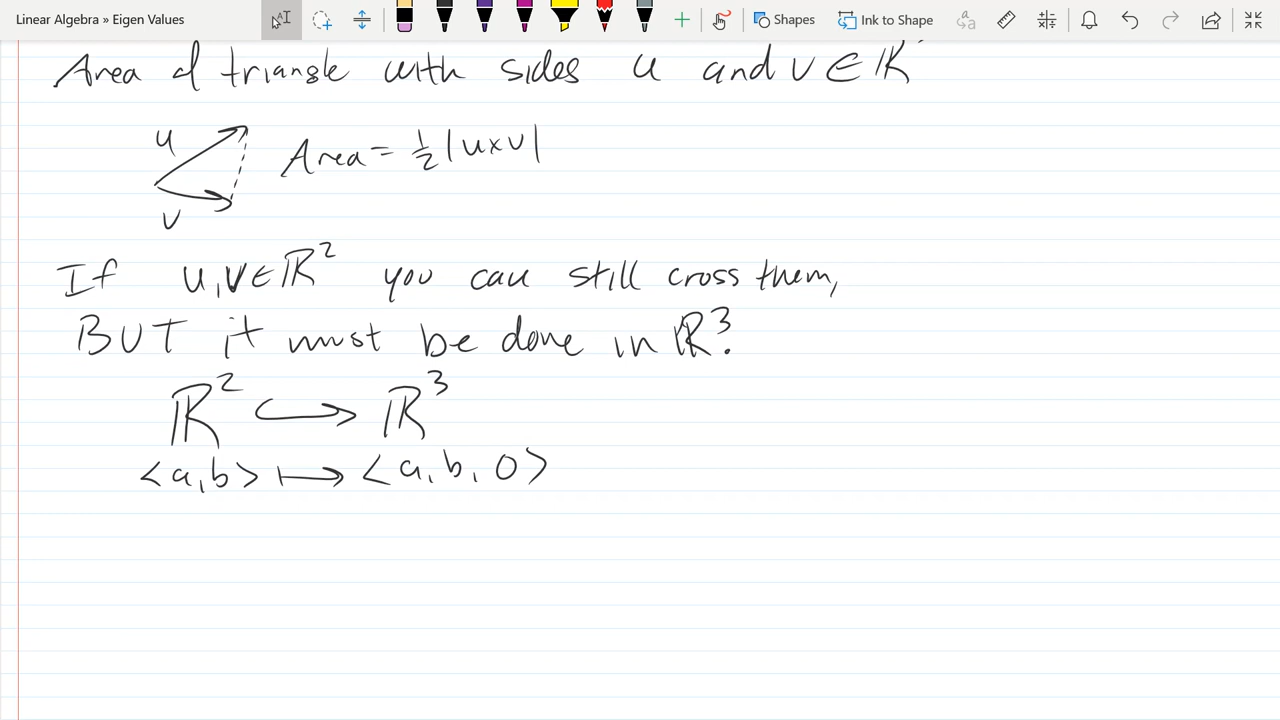 Linear Algebra » Eigen Values
Shapes
Ink to Shape
Area of triangle with sides u and v ∈ ℝ
u
v
Area = ½ |u×v|
If u,v ∈ ℝ² you can still cross them,
BUT it must be done in ℝ³.
ℝ² ↪ ℝ³
<a,b> ↦ <a,b,0>